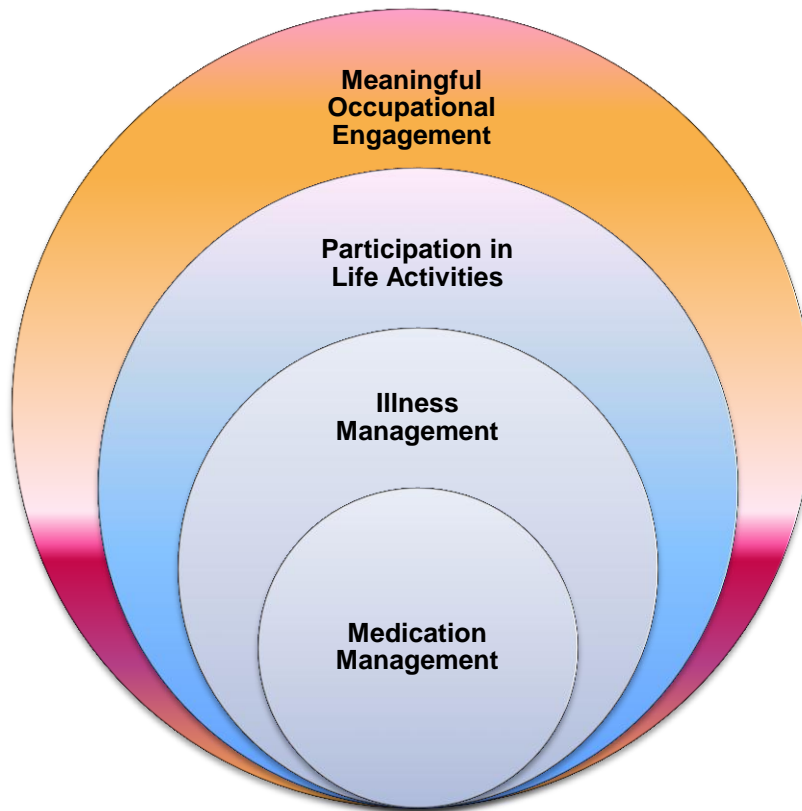 Meaningful
Occupational
Engagement
Participation in
Life Activities
Illness
Management
Medication
Management